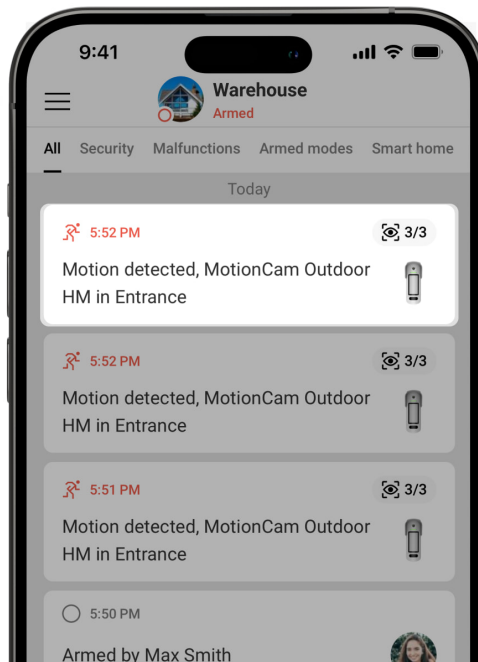 9:41
Warehouse
Armed
All Security Malfunctions Armed modes Smart home
Today
5:52 PM 3/3
Motion detected, MotionCam Outdoor
HM in Entrance
5:52 PM 3/3
Motion detected, MotionCam Outdoor
HM in Entrance
5:51 PM 3/3
Motion detected, MotionCam Outdoor
HM in Entrance
5:50 PM
Armed by Max Smith